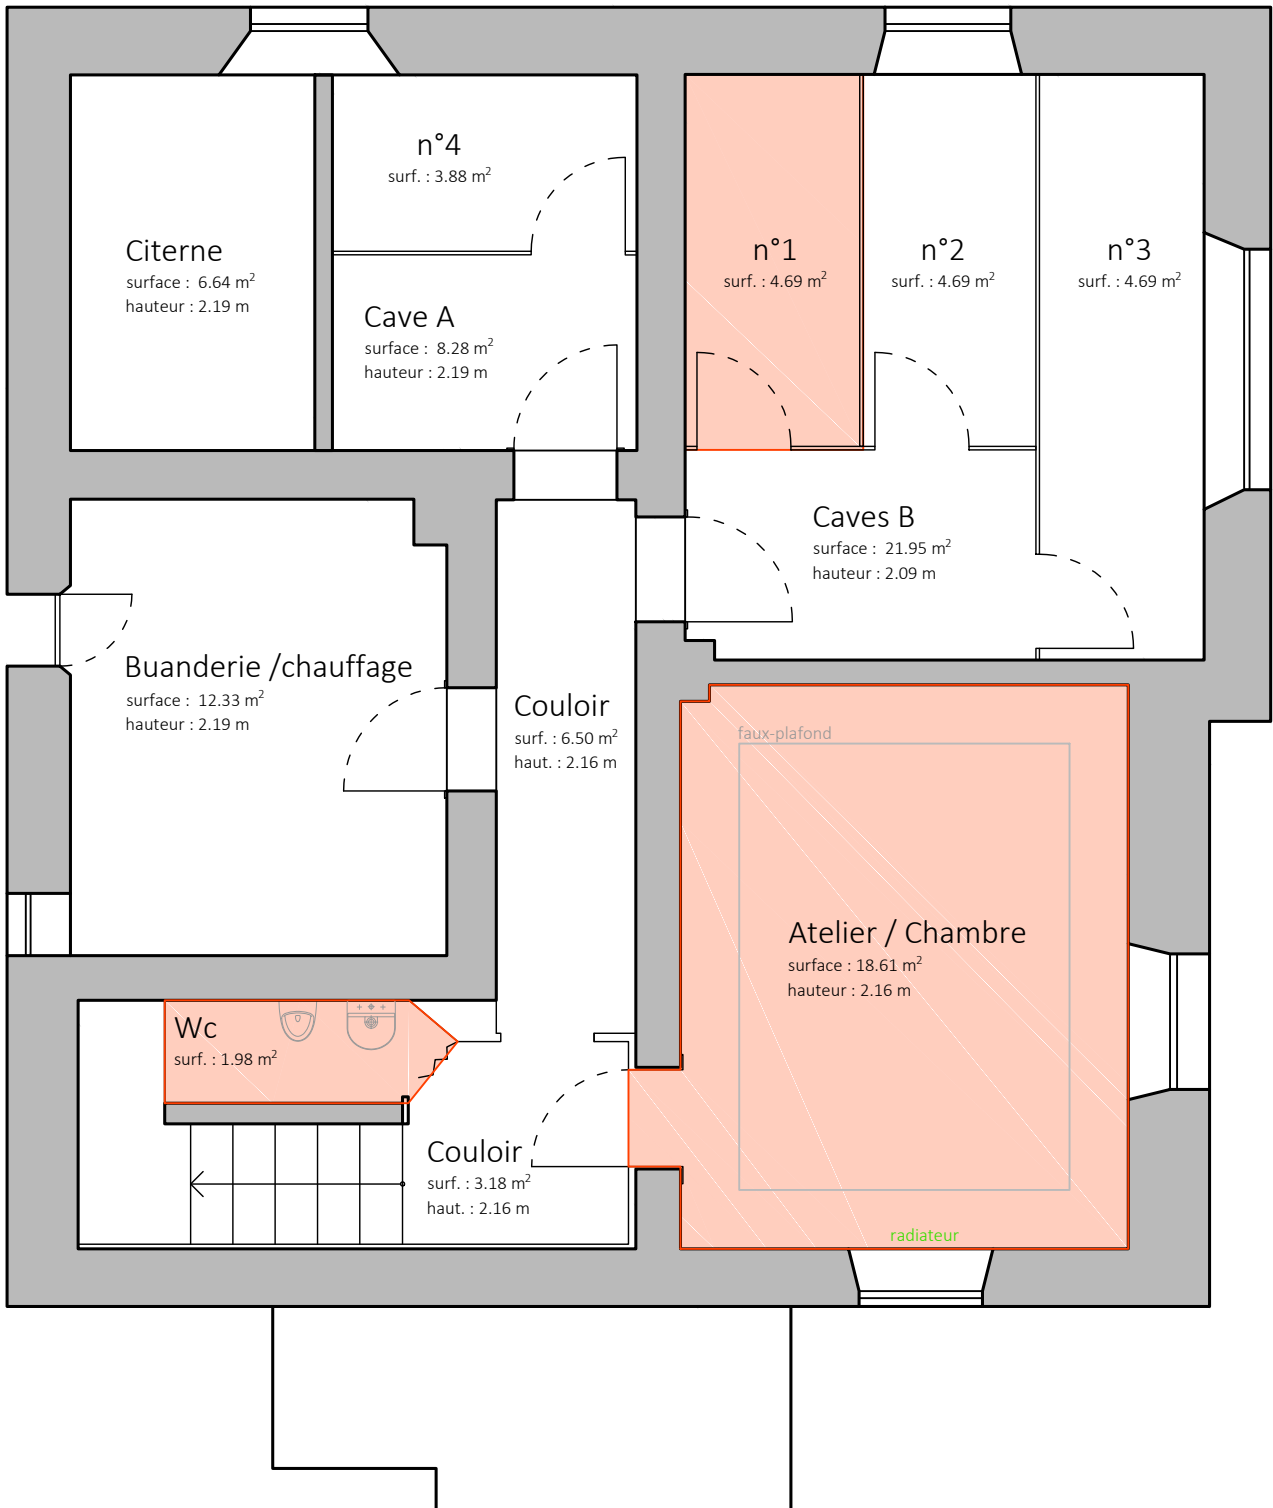 n°4
surf. : 3.88 m²
Citerne
surface : 6.64 m²
hauteur : 2.19 m
Cave A
surface : 8.28 m²
hauteur : 2.19 m
n°1
surf. : 4.69 m²
n°2
surf. : 4.69 m²
n°3
surf. : 4.69 m²
Caves B
surface : 21.95 m²
hauteur : 2.09 m
Buanderie /chauffage
surface : 12.33 m²
hauteur : 2.19 m
Couloir
surf. : 6.50 m²
haut. : 2.16 m
faux-plafond
Atelier / Chambre
surface : 18.61 m²
hauteur : 2.16 m
radiateur
Wc
surf. : 1.98 m²
Couloir
surf. : 3.18 m²
haut. : 2.16 m